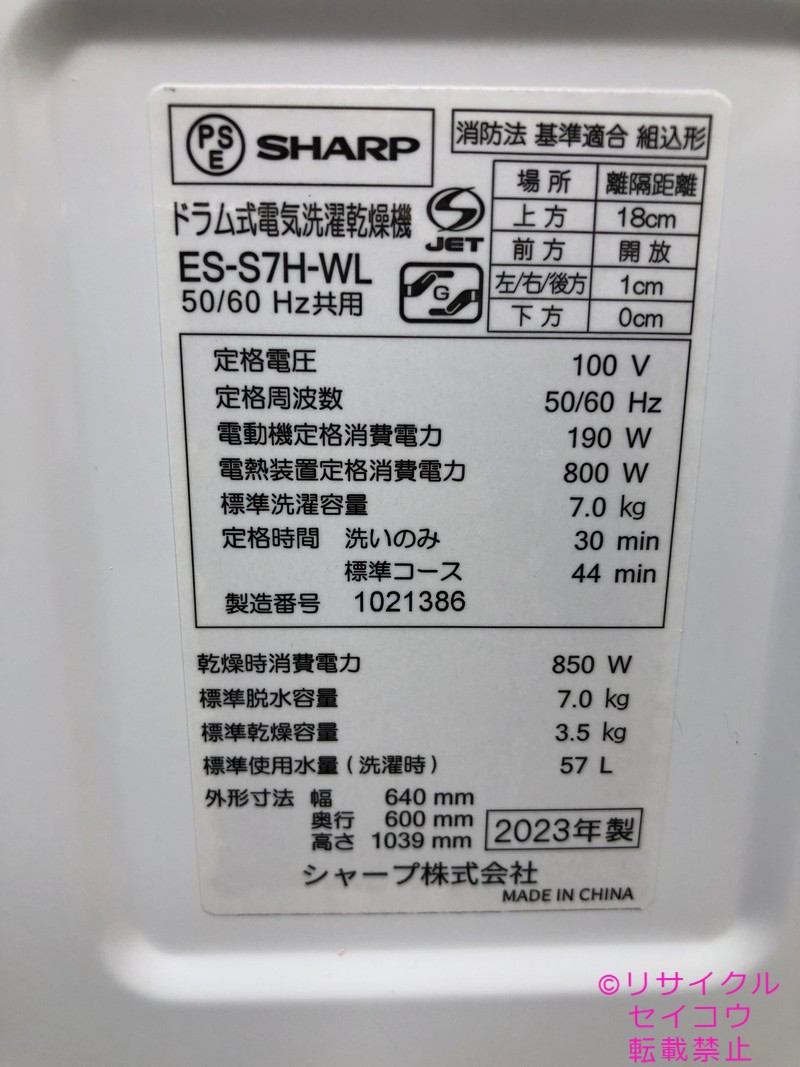 PSE SHARP
消防法 基準適合 組込形
ドラム式電気洗濯乾燥機
JET
ES-S7H-WL
G
50/60 Hz共用
場所 離隔距離
上方 18cm
前方 開放
左/右/後方 1cm
下方 0cm
定格電圧 100 V
定格周波数 50/60 Hz
電動機定格消費電力 190 W
電熱装置定格消費電力 800 W
標準洗濯容量 7.0 kg
定格時間 洗いのみ 30 min
標準コース 44 min
製造番号 1021386
乾燥時消費電力 850 W
標準脱水容量 7.0 kg
標準乾燥容量 3.5 kg
標準使用水量(洗濯時) 57 L
外形寸法 幅 640 mm
奥行 600 mm
高さ 1039 mm
2023年製
シャープ株式会社
MADE IN CHINA
©リサイクル
セイコウ
転載禁止